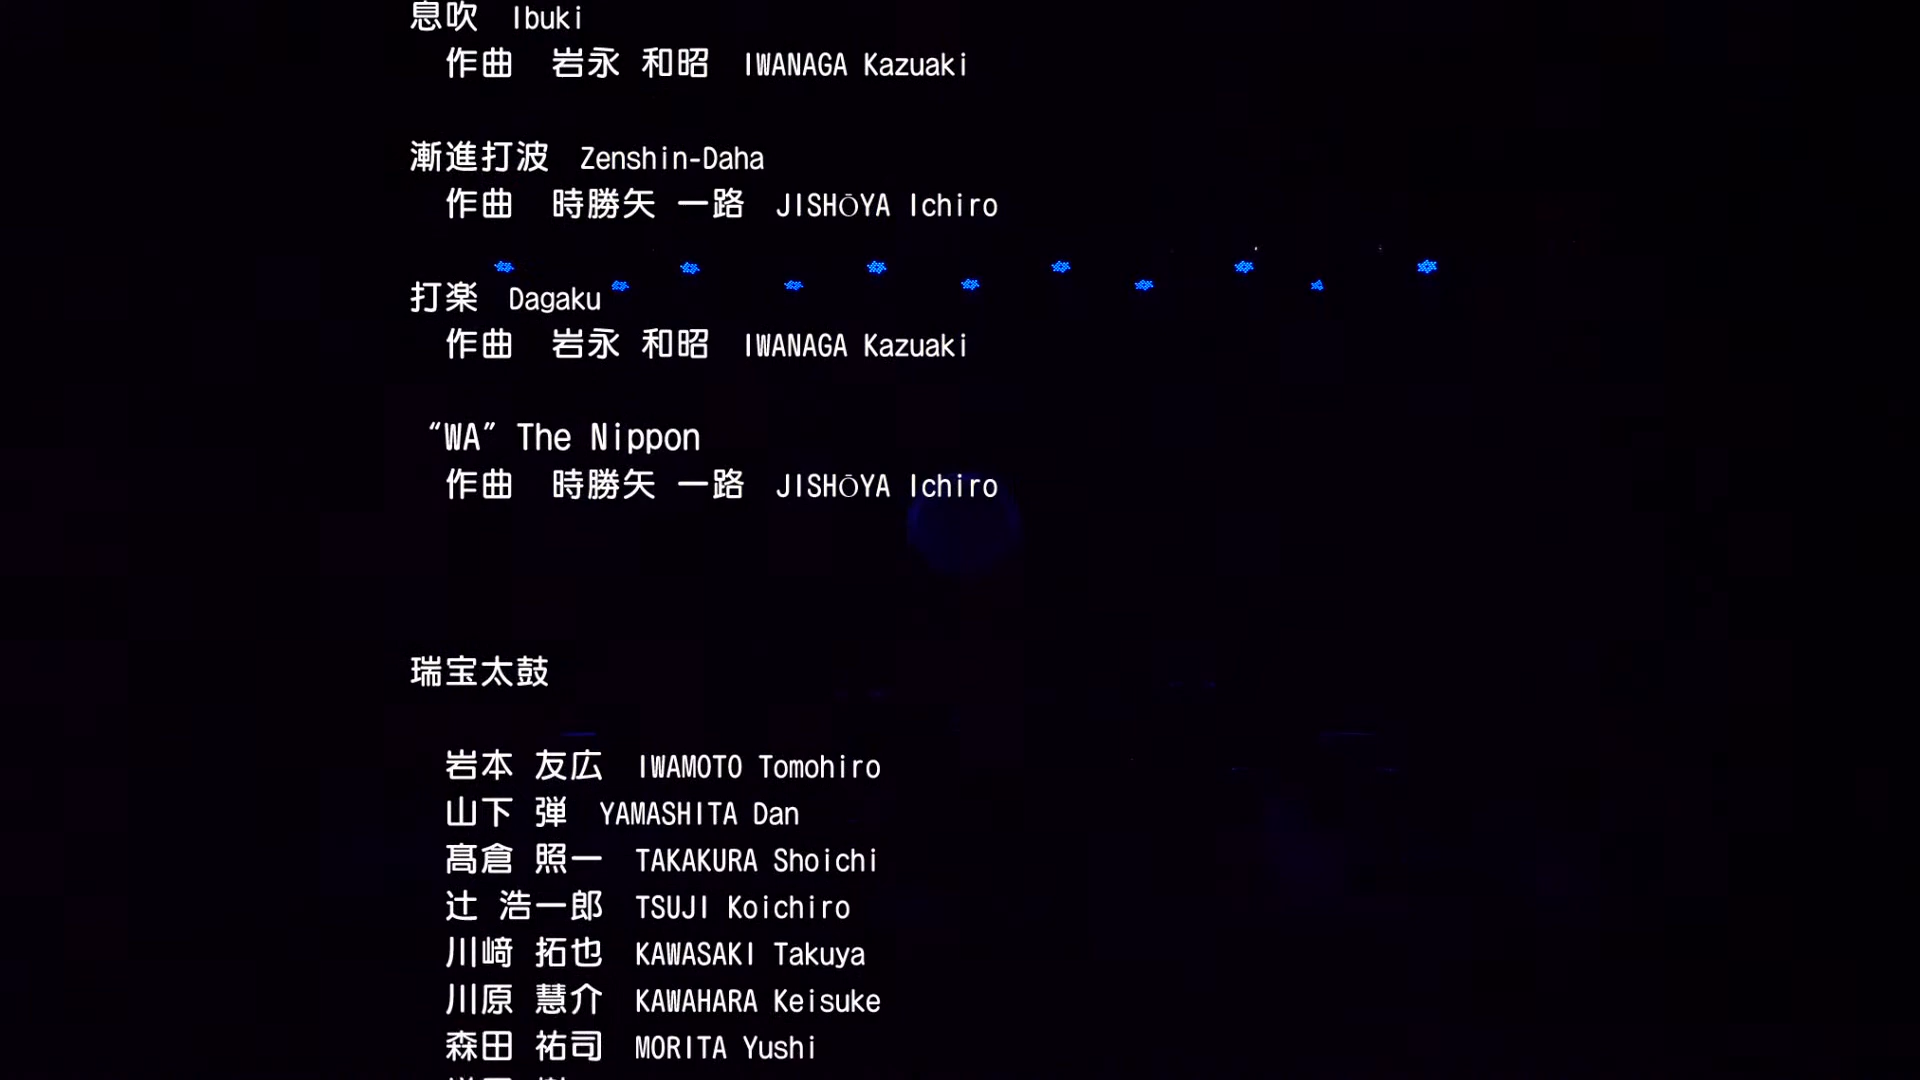 息吹 Ibuki
作曲 岩永 和昭 IWANAGA Kazuaki
漸進打波 Zenshin-Daha
作曲 時勝矢 一路 JISHŌYA Ichiro
打楽 Dagaku
作曲 岩永 和昭 IWANAGA Kazuaki
“WA” The Nippon
作曲 時勝矢 一路 JISHŌYA Ichiro
瑞宝太鼓
岩本 友広 IWAMOTO Tomohiro
山下 弾 YAMASHITA Dan
髙倉 照一 TAKAKURA Shoichi
辻 浩一郎 TSUJI Koichiro
川﨑 拓也 KAWASAKI Takuya
川原 慧介 KAWAHARA Keisuke
森田 祐司 MORITA Yushi